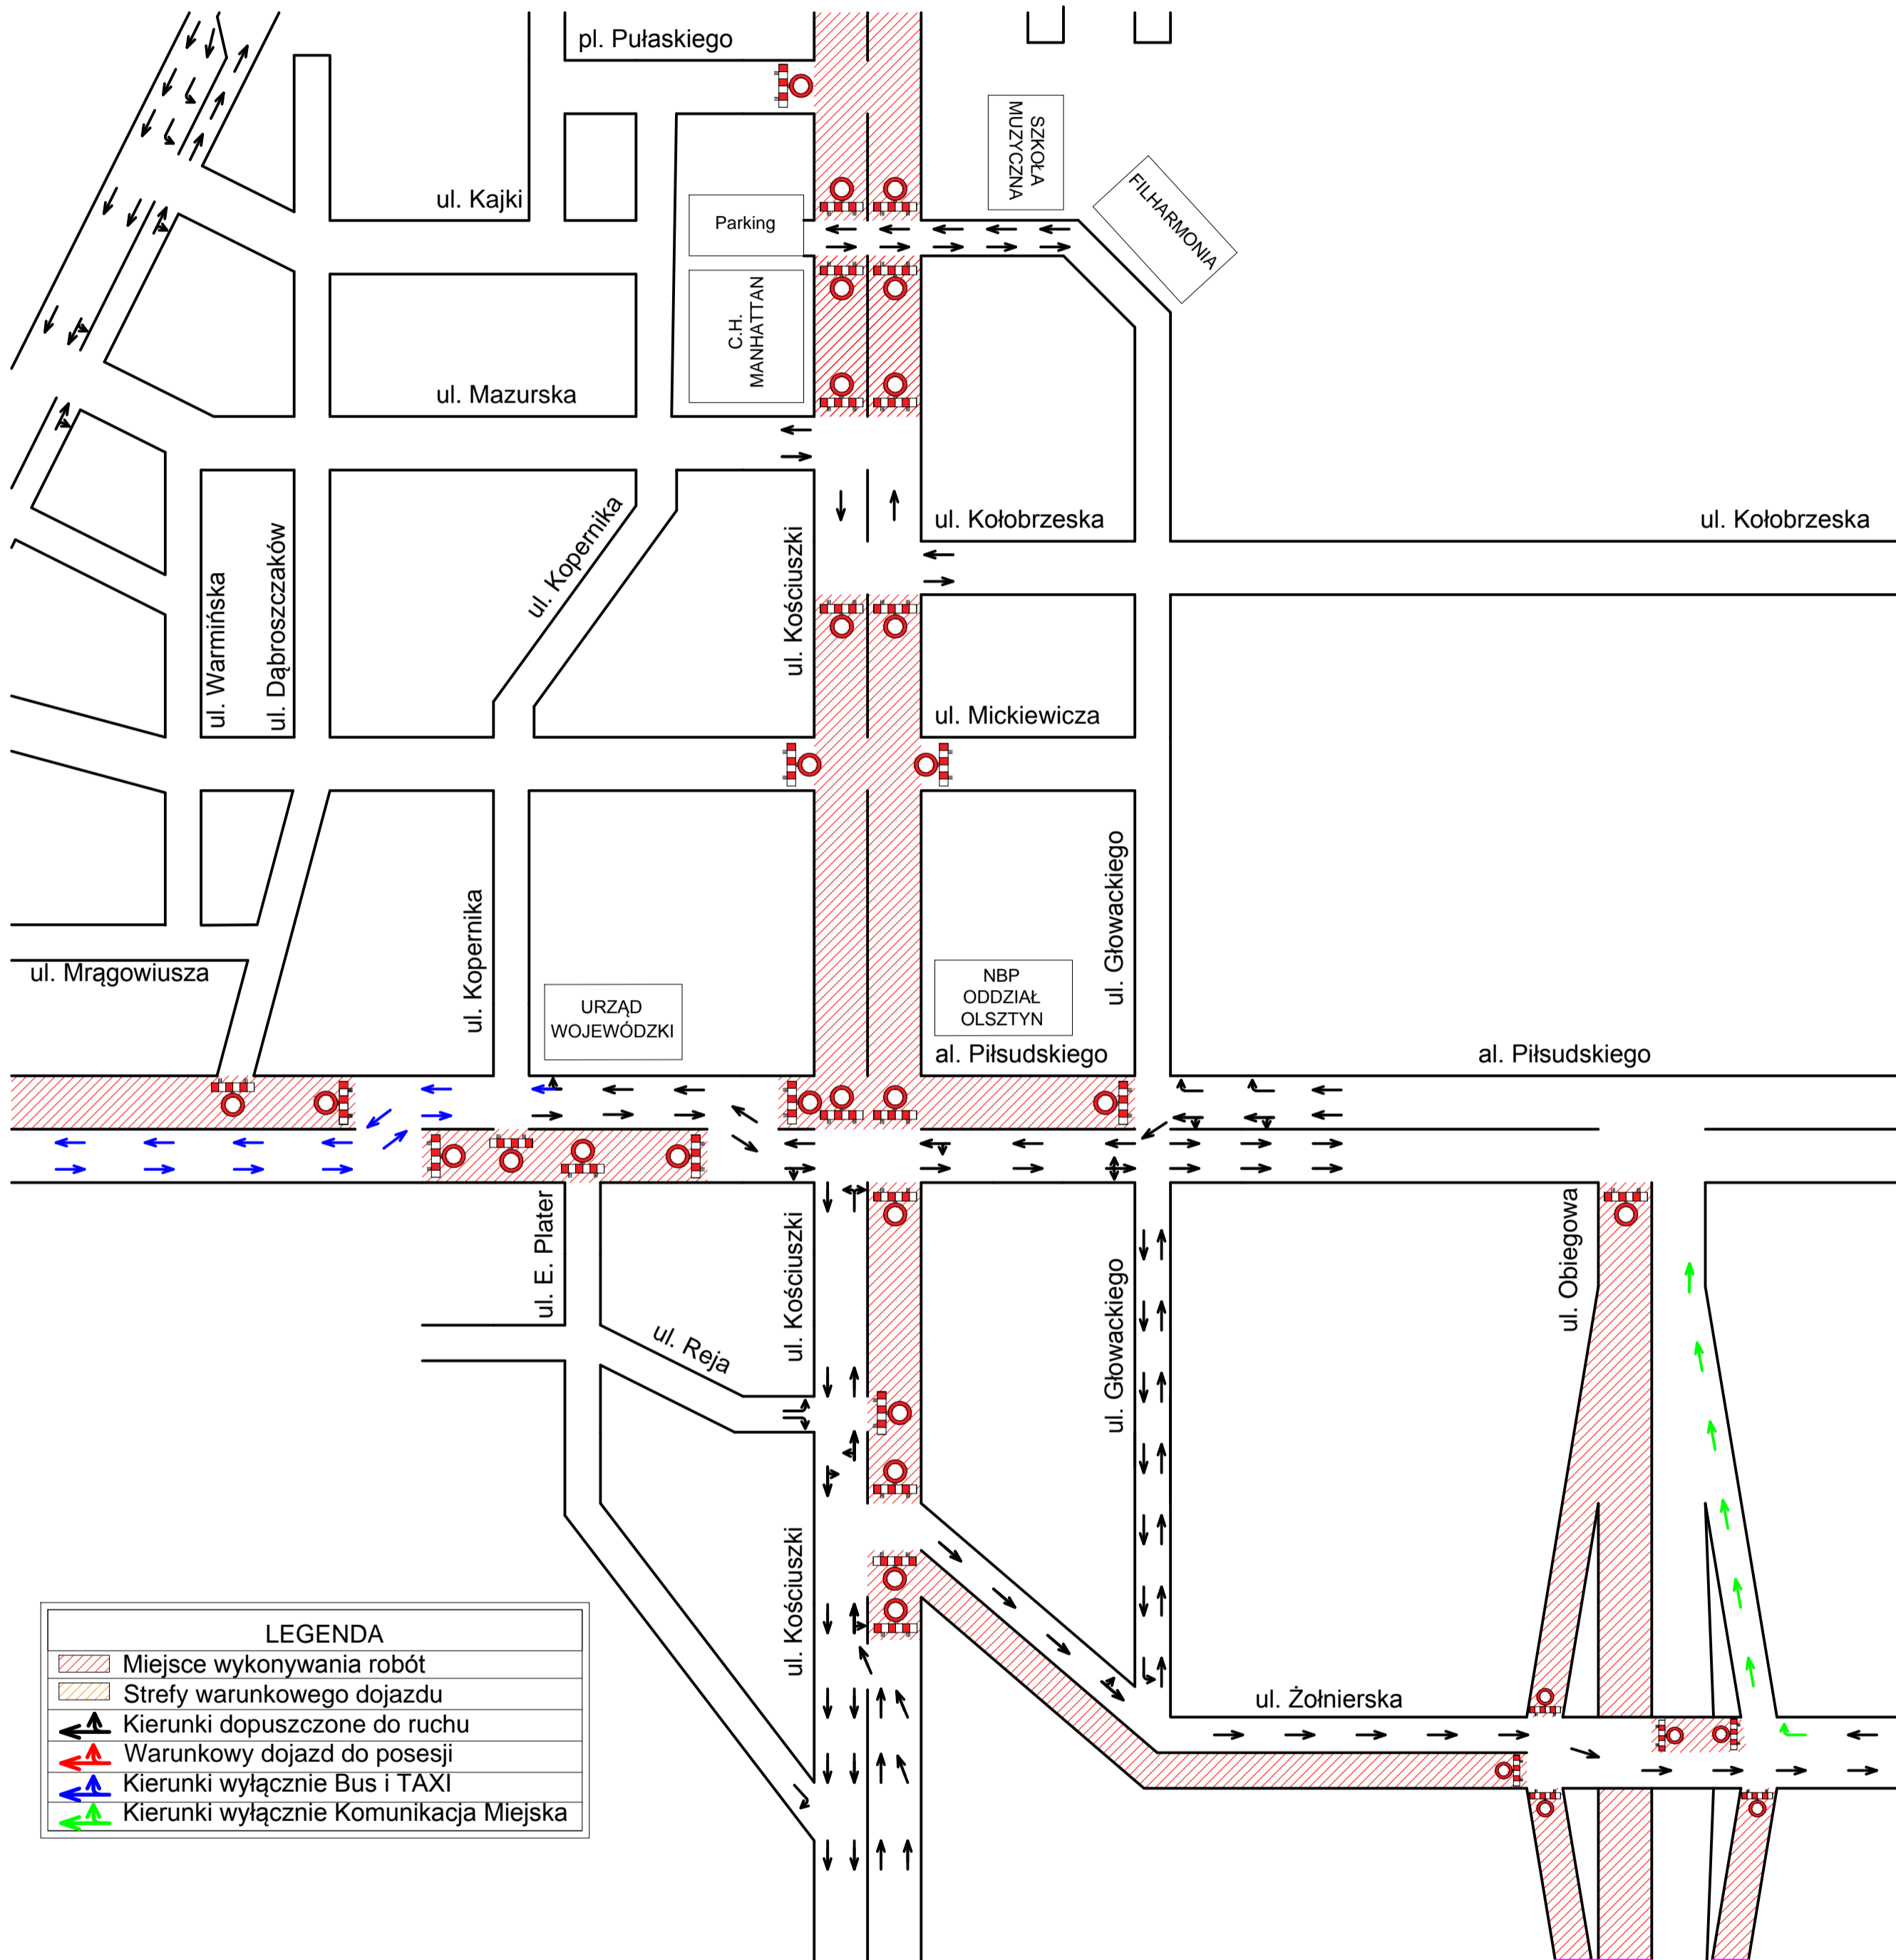 pl. Pułaskiego
SZKOŁA
MUZYCZNA
FILHARMONIA
ul. Kajki
Parking
C.H.
MANHATTAN
ul. Mazurska
ul. Kołobrzeska
ul. Kołobrzeska
ul. Kopernika
ul. Kościuszki
ul. Warmińska
ul. Dąbroszczaków
ul. Mickiewicza
ul. Głowackiego
ul. Kopernika
ul. Mrągowiusza
URZĄD
WOJEWÓDZKI
NBP
ODDZIAŁ
OLSZTYN
al. Piłsudskiego
al. Piłsudskiego
ul. E. Plater
ul. Kościuszki
ul. Obiegowa
ul. Reja
ul. Głowackiego
ul. Kościuszki
ul. Żołnierska
LEGENDA
Miejsce wykonywania robót
Strefy warunkowego dojazdu
Kierunki dopuszczone do ruchu
Warunkowy dojazd do posesji
Kierunki wyłącznie Bus i TAXI
Kierunki wyłącznie Komunikacja Miejska